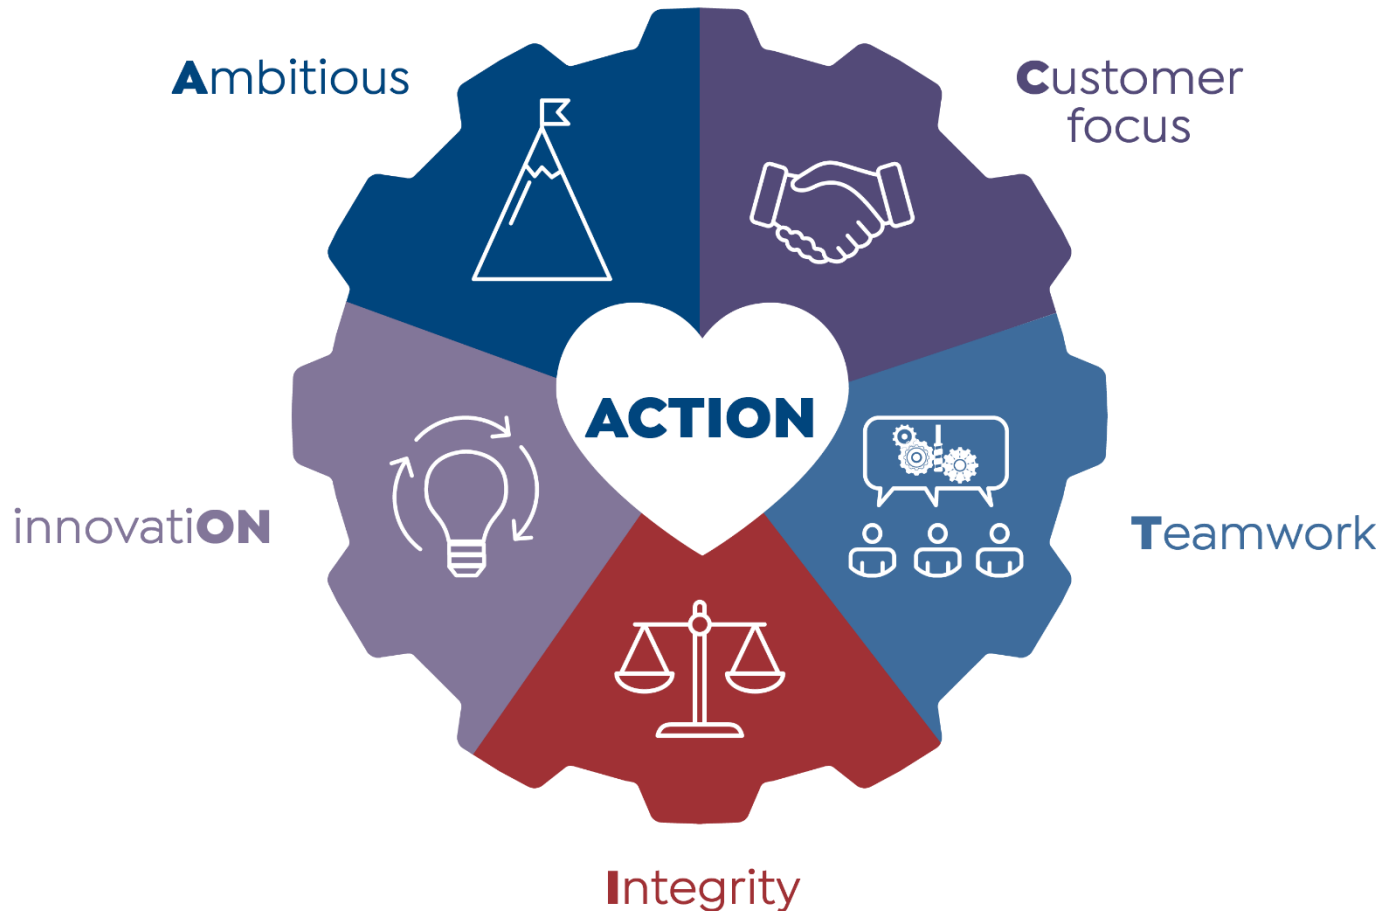 Ambitious
Customer
focus
ACTION
innovatiON
Teamwork
Integrity